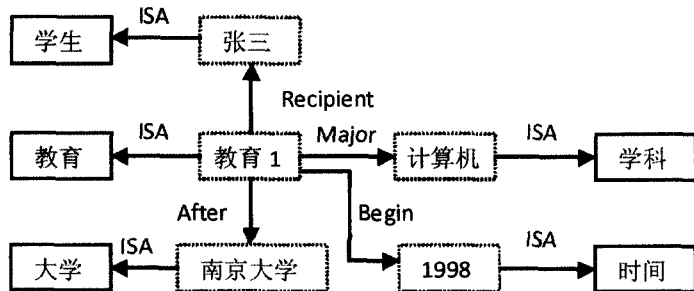 ISA
学生
张三
Recipient
ISA
Major
ISA
教育
教育 1
计算机
学科
After
Begin
ISA
ISA
大学
南京大学
1998
时间